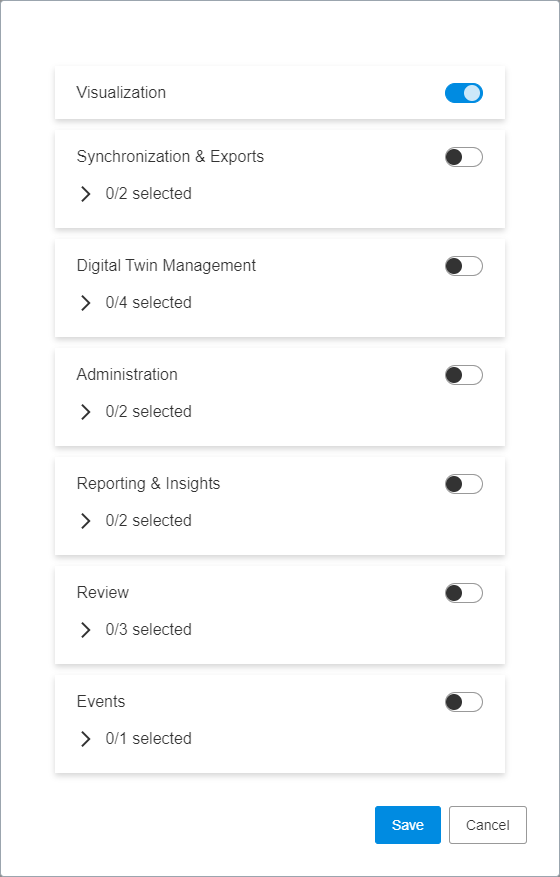 Visualization
Synchronization & Exports
0/2 selected
Digital Twin Management
0/4 selected
Administration
0/2 selected
Reporting & Insights
0/2 selected
Review
0/3 selected
Events
0/1 selected
Save Cancel